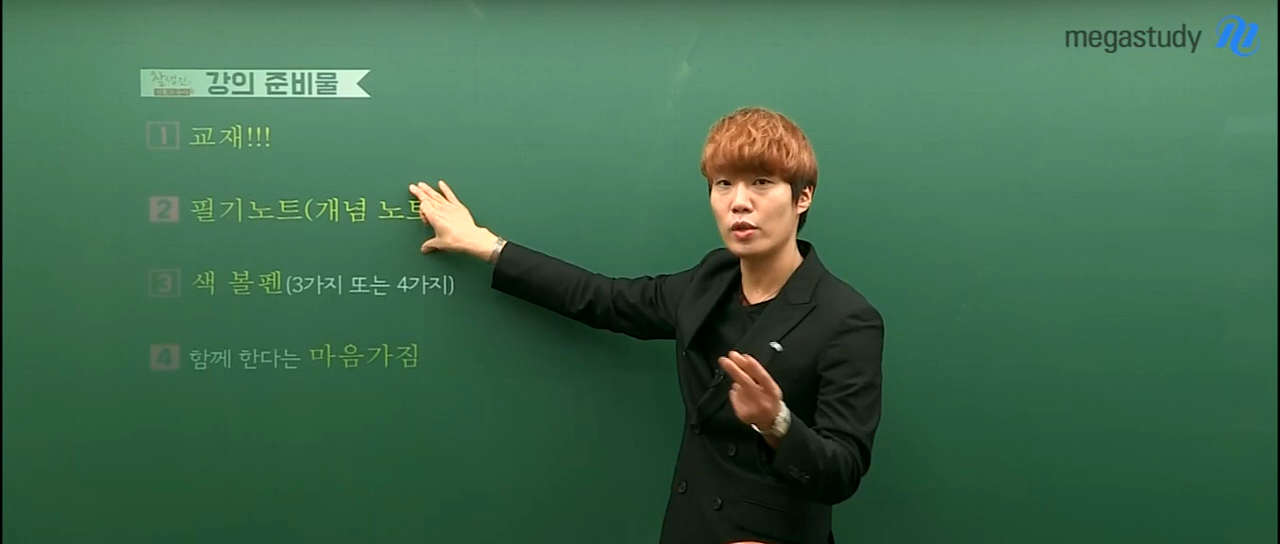 megastudy
강의 준비물
1 교재!!!
2 필기노트(개념 노트
3 색 볼펜(3가지 또는 4가지)
4 함께 한다는 마음가짐